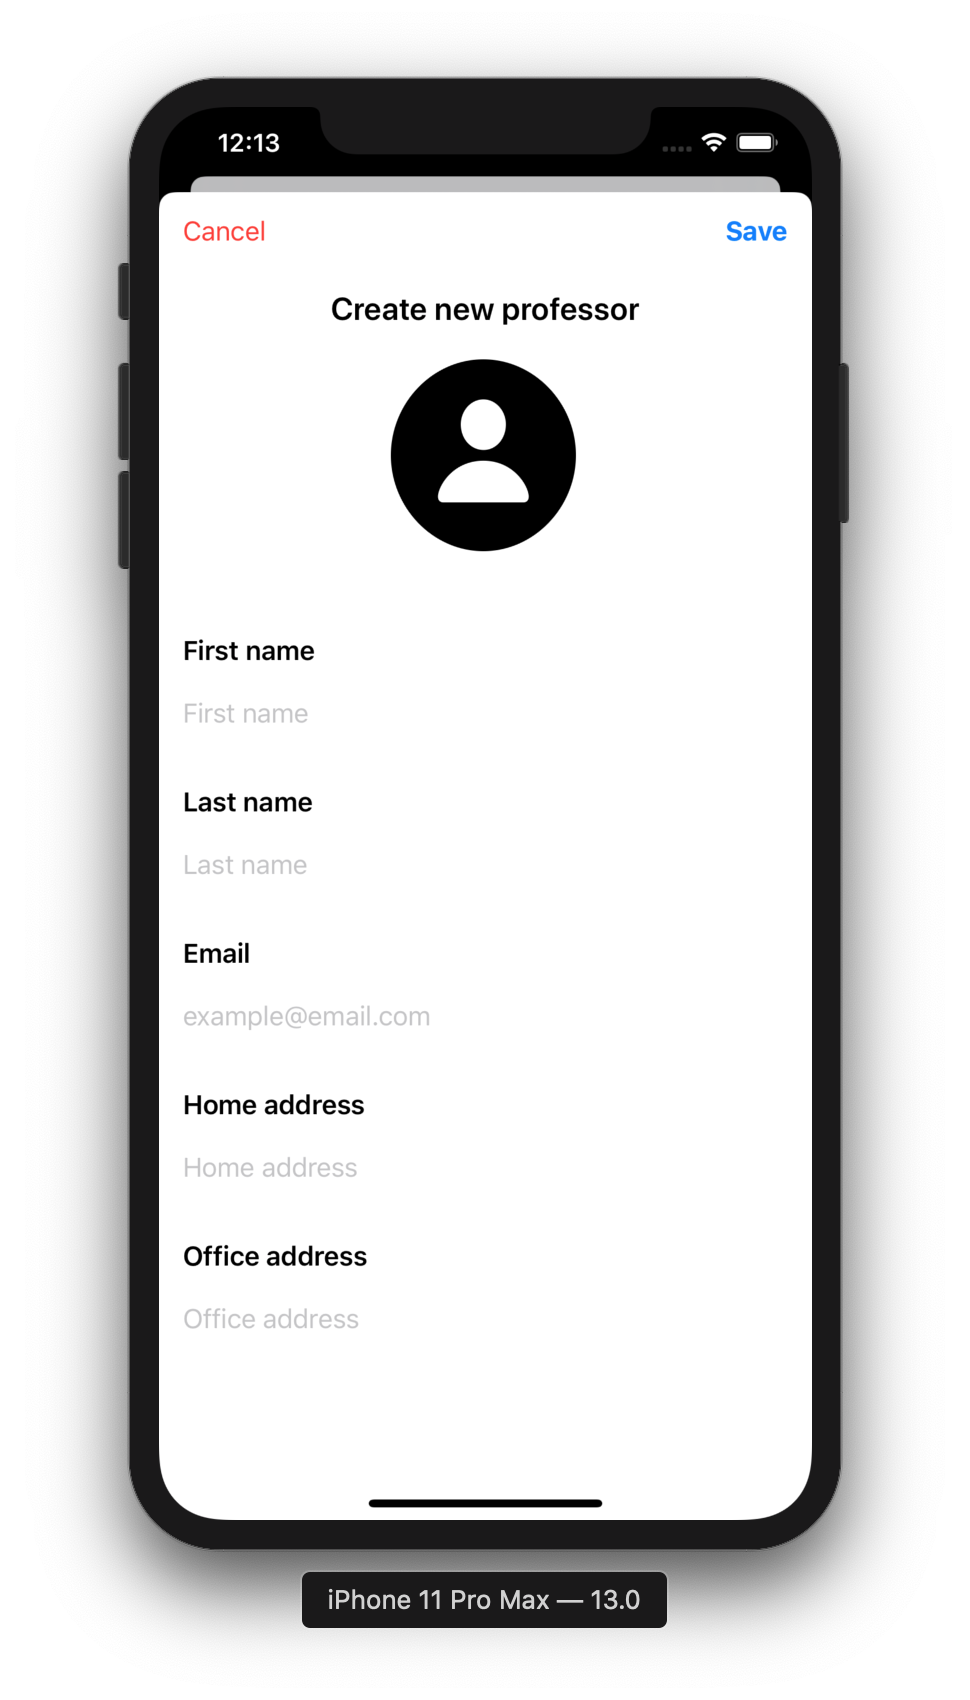 12:13
Cancel
Save
Create new professor
First name
First name
Last name
Last name
Email
example@email.com
Home address
Home address
Office address
Office address
iPhone 11 Pro Max — 13.0